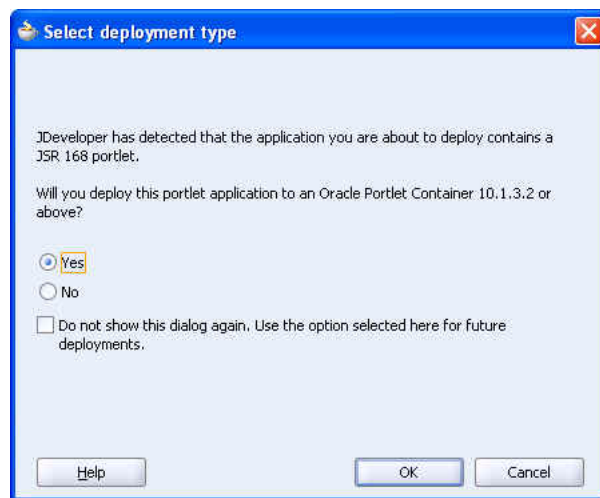 Select deployment type
JDeveloper has detected that the application you are about to deploy contains a
JSR 168 portlet.
Will you deploy this portlet application to an Oracle Portlet Container 10.1.3.2 or
above?
Yes
No
Do not show this dialog again. Use the option selected here for future
deployments.
Help
OK
Cancel